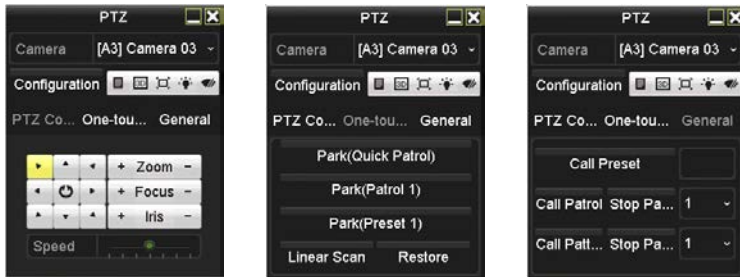 PTZ
Camera [A3] Camera 03
Configuration
PTZ Co... One-tou... General
+ Zoom -
+ Focus -
+ Iris -
Speed
PTZ
Camera [A3] Camera 03
Configuration
PTZ Co... One-tou... General
Park(Quick Patrol)
Park(Patrol 1)
Park(Preset 1)
Linear Scan Restore
PTZ
Camera [A3] Camera 03
Configuration
PTZ Co... One-tou... General
Call Preset
Call Patrol Stop Pa... 1
Call Patt... Stop Pa... 1